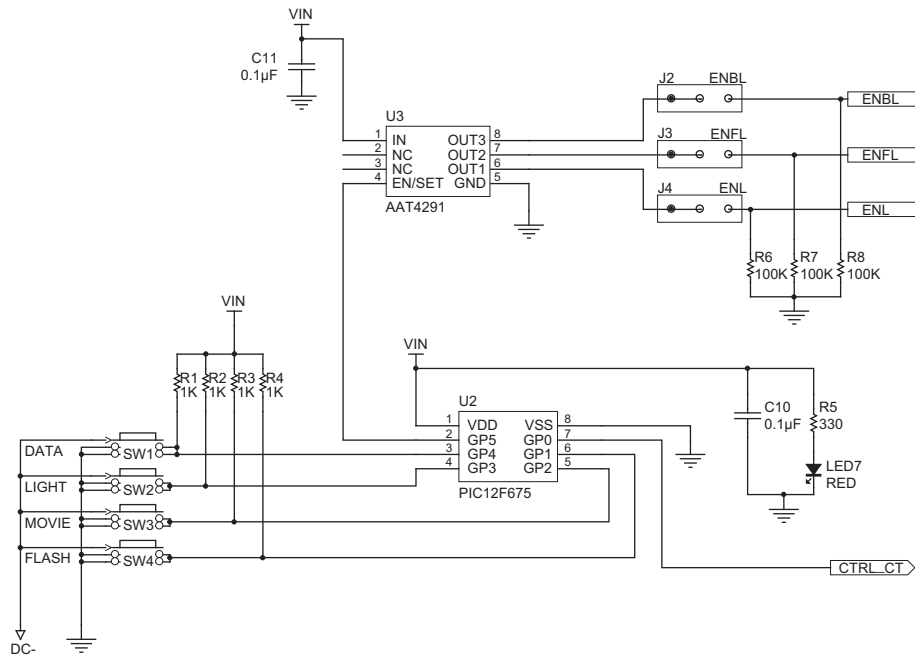 VIN
C11
0.1µF
U3
1 IN OUT3 8
2 NC OUT2 7
3 NC OUT1 6
4 EN/SET GND 5
AAT4291
J2 ENBL
ENBL
J3 ENFL
ENFL
J4 ENL
ENL
R6 R7 R8
100K 100K 100K
VIN
R1 R2 R3 R4
1K 1K 1K 1K
VIN
U2
1 VDD VSS 8
2 GP5 GP0 7
3 GP4 GP1 6
4 GP3 GP2 5
PIC12F675
C10
0.1µF
R5
330
LED7
RED
DATA SW1
LIGHT SW2
MOVIE SW3
FLASH SW4
CTRL_CT
DC-